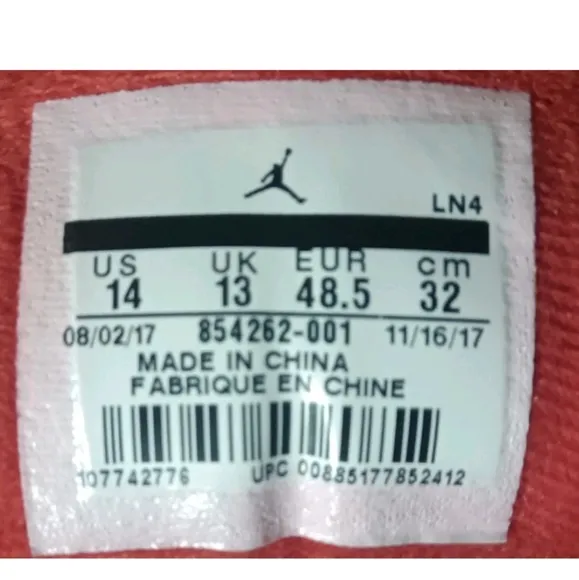 LN4
US UK EUR cm
14 13 48.5 32
08/02/17 854262-001 11/16/17
MADE IN CHINA
FABRIQUE EN CHINE
107742776 UPC 00885177852412